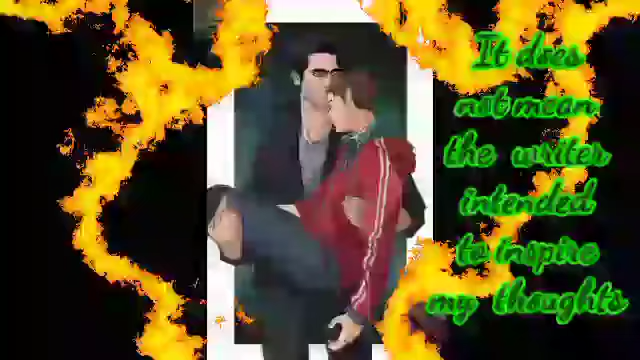 It does
not mean
the writer
intended
to inspire
my thoughts